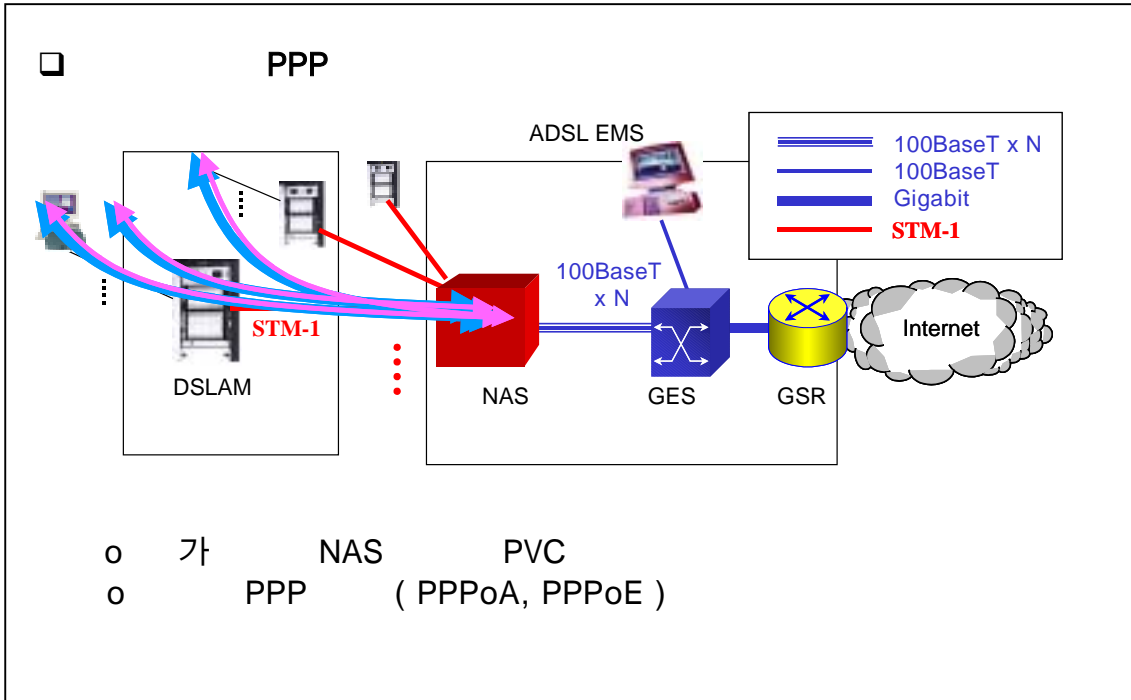 ❑ PPP
ADSL EMS
100BaseT x N
100BaseT
Gigabit
STM-1
100BaseT
x N
STM-1
DSLAM
NAS
GES
GSR
Internet
o 가 NAS PVC
o PPP ( PPPoA, PPPoE )